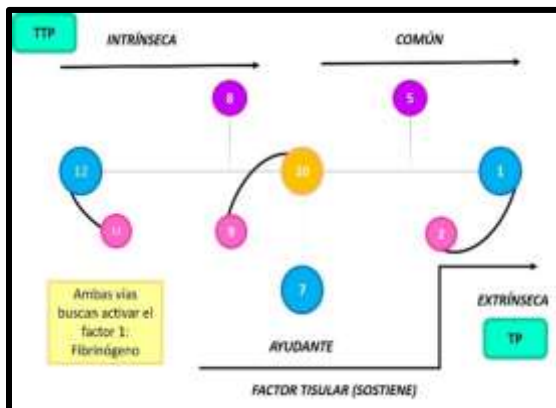 TTP
INTRÍNSECA
COMÚN
8
5
12
10
1
11
9
2
7
Ambas vías
buscan activar el
factor 1:
Fibrinógeno
AYUDANTE
EXTRÍNSECA
TP
FACTOR TISULAR (SOSTIENE)